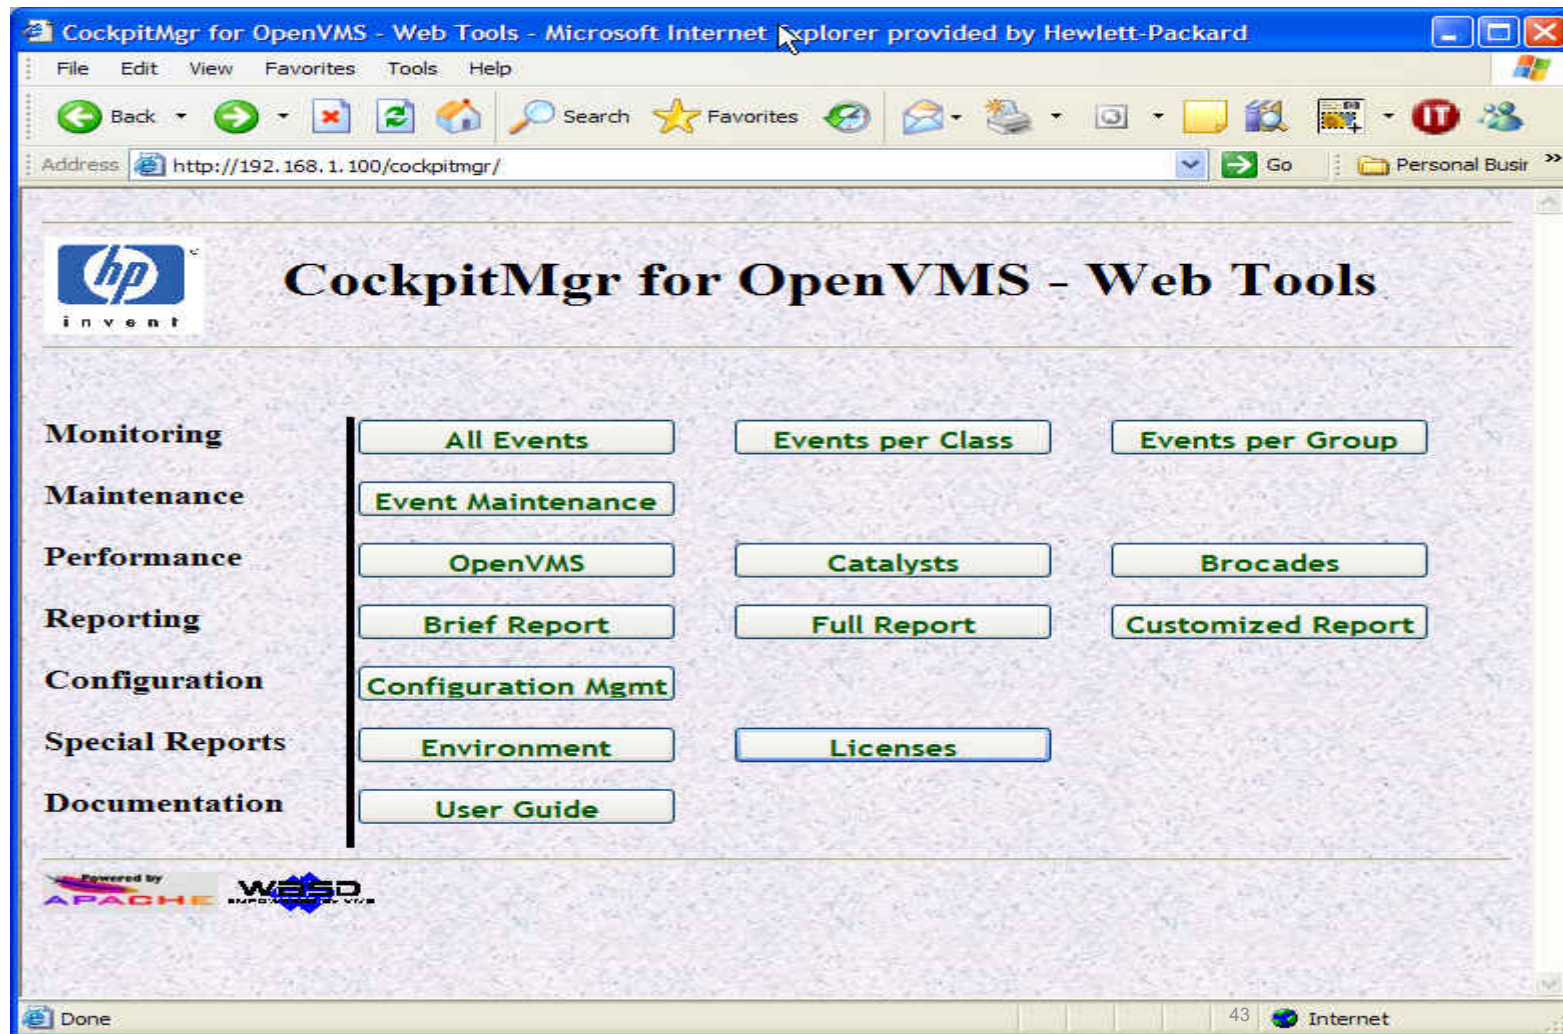 CockpitMgr for OpenVMS - Web Tools - Microsoft Internet Explorer provided by Hewlett-Packard
File Edit View Favorites Tools Help
Back Search Favorites IT
Address http://192.168.1.100/cockpitmgr/ Go Personal Busir »
hp
invent
CockpitMgr for OpenVMS - Web Tools
Monitoring All Events Events per Class Events per Group
Maintenance Event Maintenance
Performance OpenVMS Catalysts Brocades
Reporting Brief Report Full Report Customized Report
Configuration Configuration Mgmt
Special Reports Environment Licenses
Documentation User Guide
Powered by
APACHE
WASD
Done 43 Internet